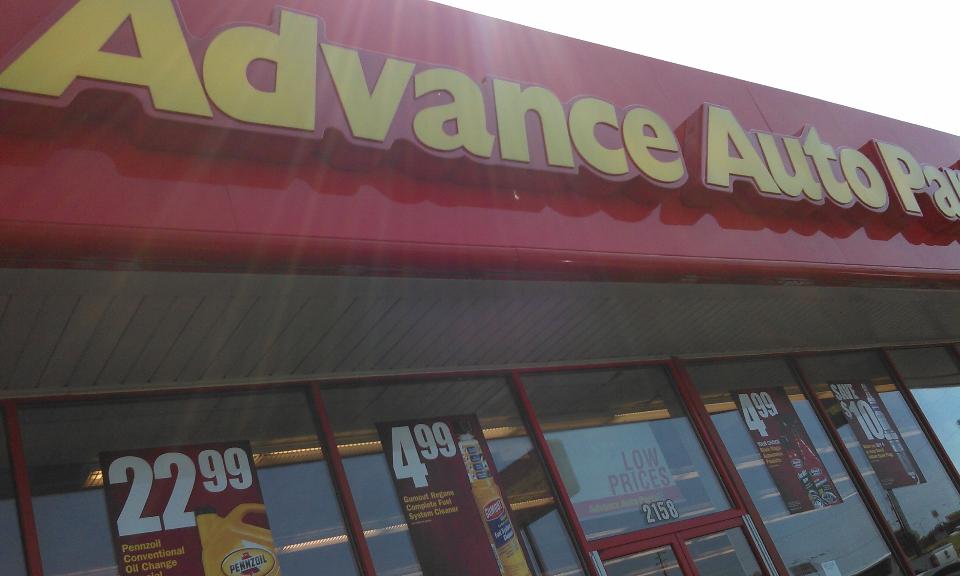 Advance Auto Pa
22 99
Pennzoil
Conventional
Oil Change
PENNZOIL
4 99
Gumout Regane
Complete Fuel
System Cleaner
LOW
PRICES
2158
4 99
SAVE
$10